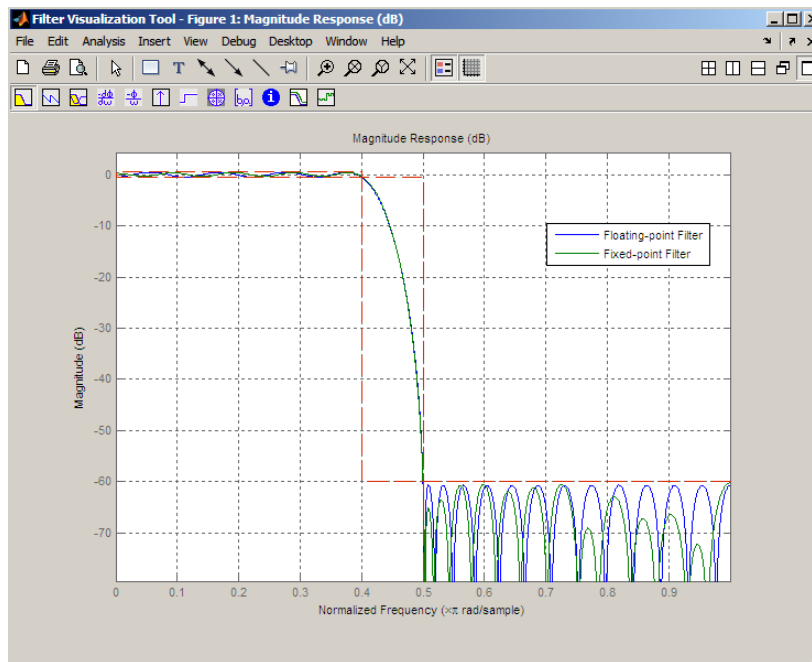 Filter Visualization Tool - Figure 1: Magnitude Response (dB)
File Edit Analysis Insert View Debug Desktop Window Help
T
Magnitude Response (dB)
Magnitude (dB)
0
-10
-20
-30
-40
-50
-60
-70
Floating-point Filter
Fixed-point Filter
0 0.1 0.2 0.3 0.4 0.5 0.6 0.7 0.8 0.9
Normalized Frequency (×π rad/sample)